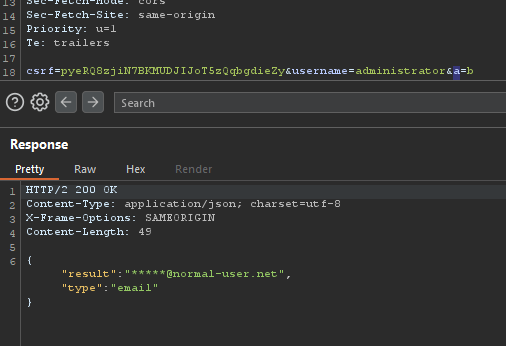 13 Sec-Fetch-Mode: cors
14 Sec-Fetch-Site: same-origin
15 Priority: u=1
16 Te: trailers
17
18 csrf=pyeRQ8zjiN7BKMUDJIJoT5zQqbgdieZy&username=administrator&a=b
Search
Response
Pretty Raw Hex Render
1 HTTP/2 200 OK
2 Content-Type: application/json; charset=utf-8
3 X-Frame-Options: SAMEORIGIN
4 Content-Length: 49
5
6 {
"result":"*****@normal-user.net",
"type":"email"
}